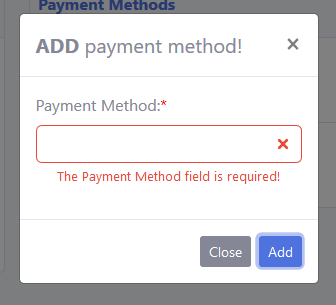 Payment Methods
ADD payment method!
Payment Method:*
The Payment Method field is required!
Close
Add